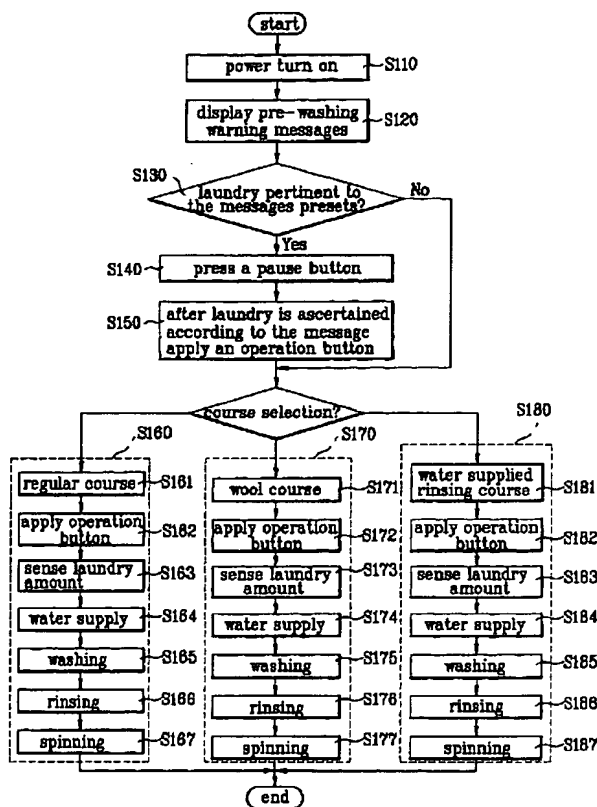 start
power turn on
S110
display pre-washing
warning messages
S120
S130
laundry pertinent to
the messages presets?
No
Yes
S140
press a pause button
S150
after laundry is ascertained
according to the message
apply an operation button
course selection?
S160
S170
S180
regular course
S161
apply operation
button
S162
sense laundry
amount
S163
water supply
S164
washing
S165
rinsing
S166
spinning
S167
wool course
S171
apply operation
button
S172
sense laundry
amount
S173
water supply
S174
washing
S175
rinsing
S176
spinning
S177
water supplied
rinsing course
S181
apply operation
button
S182
sense laundry
amount
S183
water supply
S184
washing
S185
rinsing
S186
spinning
S187
end